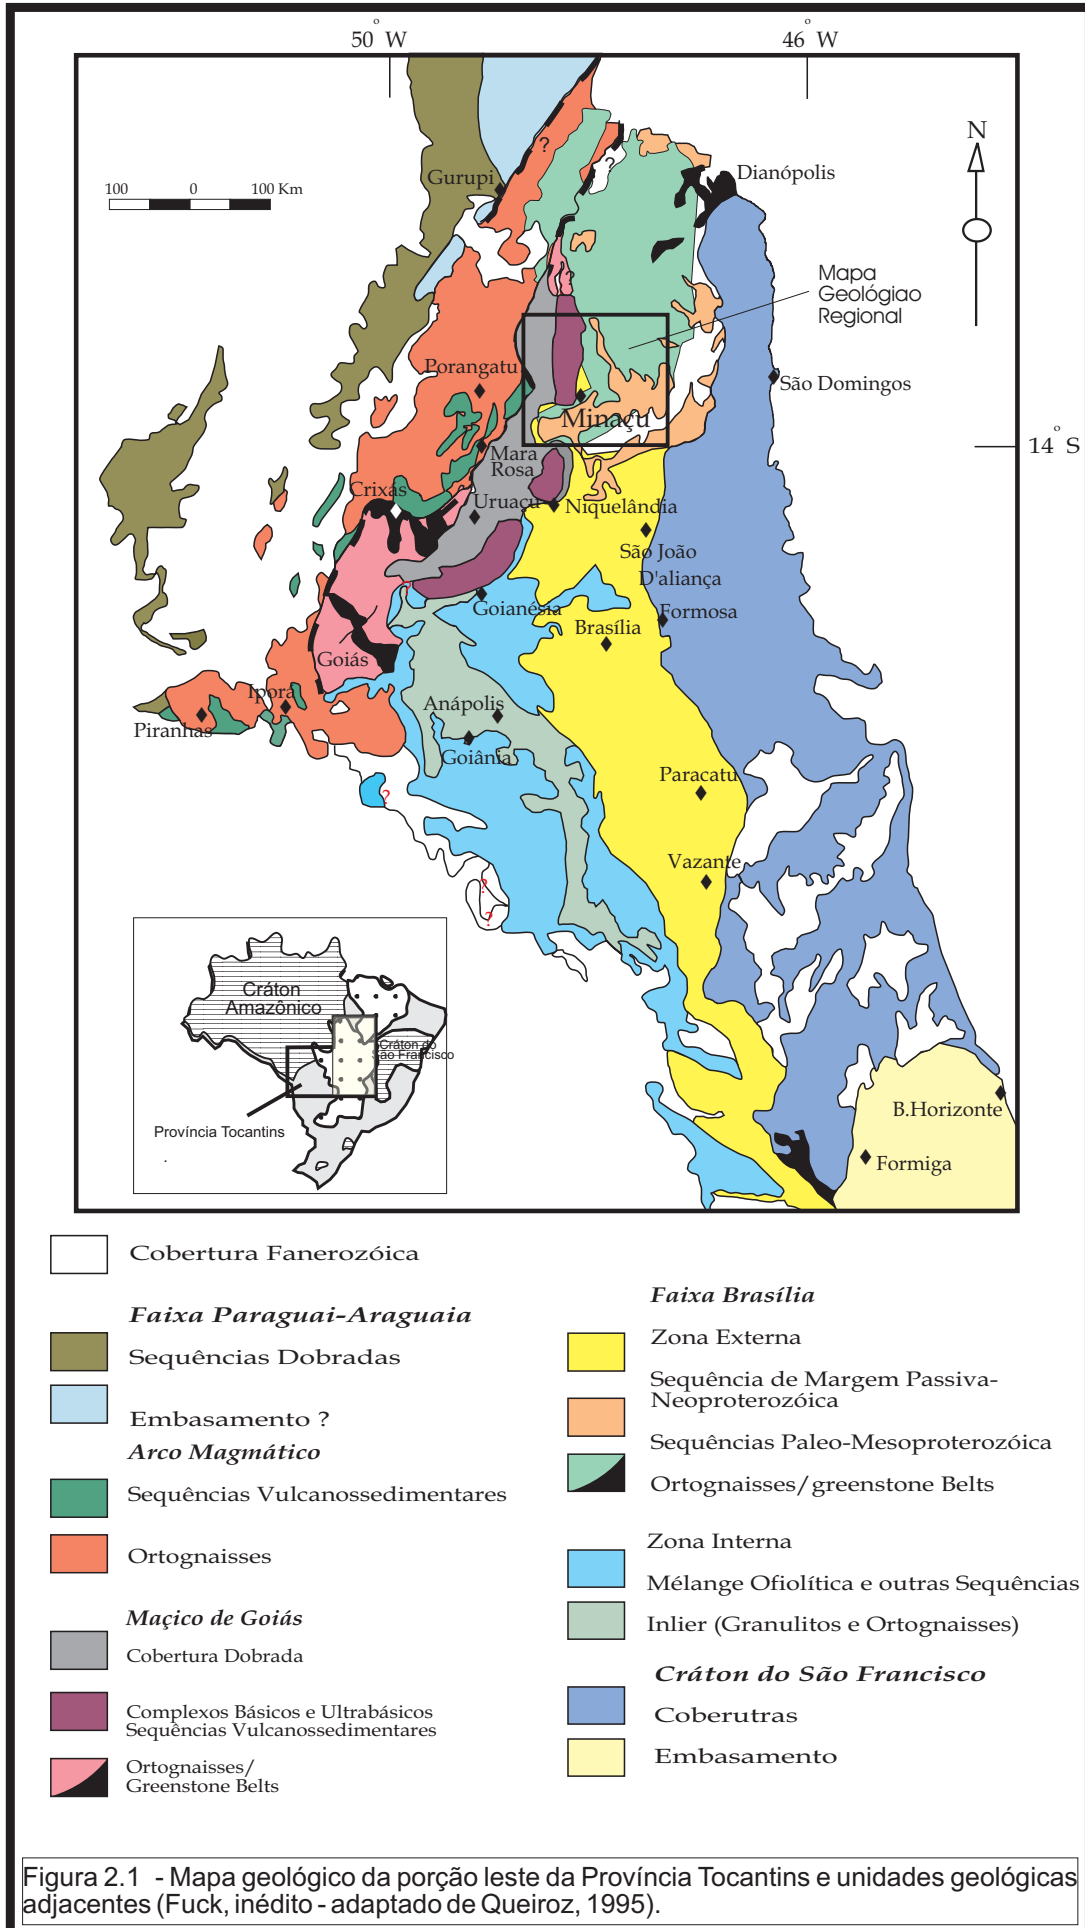 50° W
46° W
N
100 0 100 Km
Gurupi
?
?
Dianópolis
Mapa
Geológiao
Regional
?
Porangatu
São Domingos
Minaçu
14° S
Mara
Rosa
Crixás
Uruaçu
Niquelândia
São João
D'aliança
?
Goianésia
Formosa
Brasília
Goiás
Iporá
Anápolis
Piranhas
Goiânia
Paracatu
?
Vazante
?
?
Cráton
Amazônico
Cráton do
São Francisco
Província Tocantins
B.Horizonte
Formiga
Cobertura Fanerozóica
Faixa Paraguai-Araguaia
Sequências Dobradas
Embasamento ?
Arco Magmático
Sequências Vulcanossedimentares
Ortognaisses
Maçico de Goiás
Cobertura Dobrada
Complexos Básicos e Ultrabásicos
Sequências Vulcanossedimentares
Ortognaisses/
Greenstone Belts
Faixa Brasília
Zona Externa
Sequência de Margem Passiva-
Neoproterozóica
Sequências Paleo-Mesoproterozóica
Ortognaisses/greenstone Belts
Zona Interna
Mélange Ofiolítica e outras Sequências
Inlier (Granulitos e Ortognaisses)
Cráton do São Francisco
Coberutras
Embasamento
Figura 2.1 - Mapa geológico da porção leste da Província Tocantins e unidades geológicas
adjacentes (Fuck, inédito - adaptado de Queiroz, 1995).